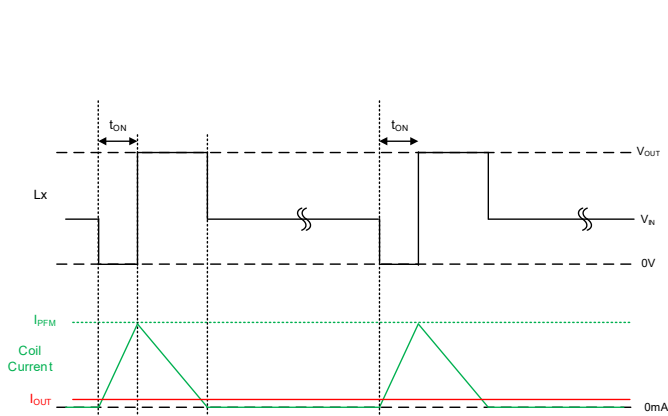 tON
tON
VOUT
Lx
VIN
0V
IPFM
Coil
Current
IOUT
0mA